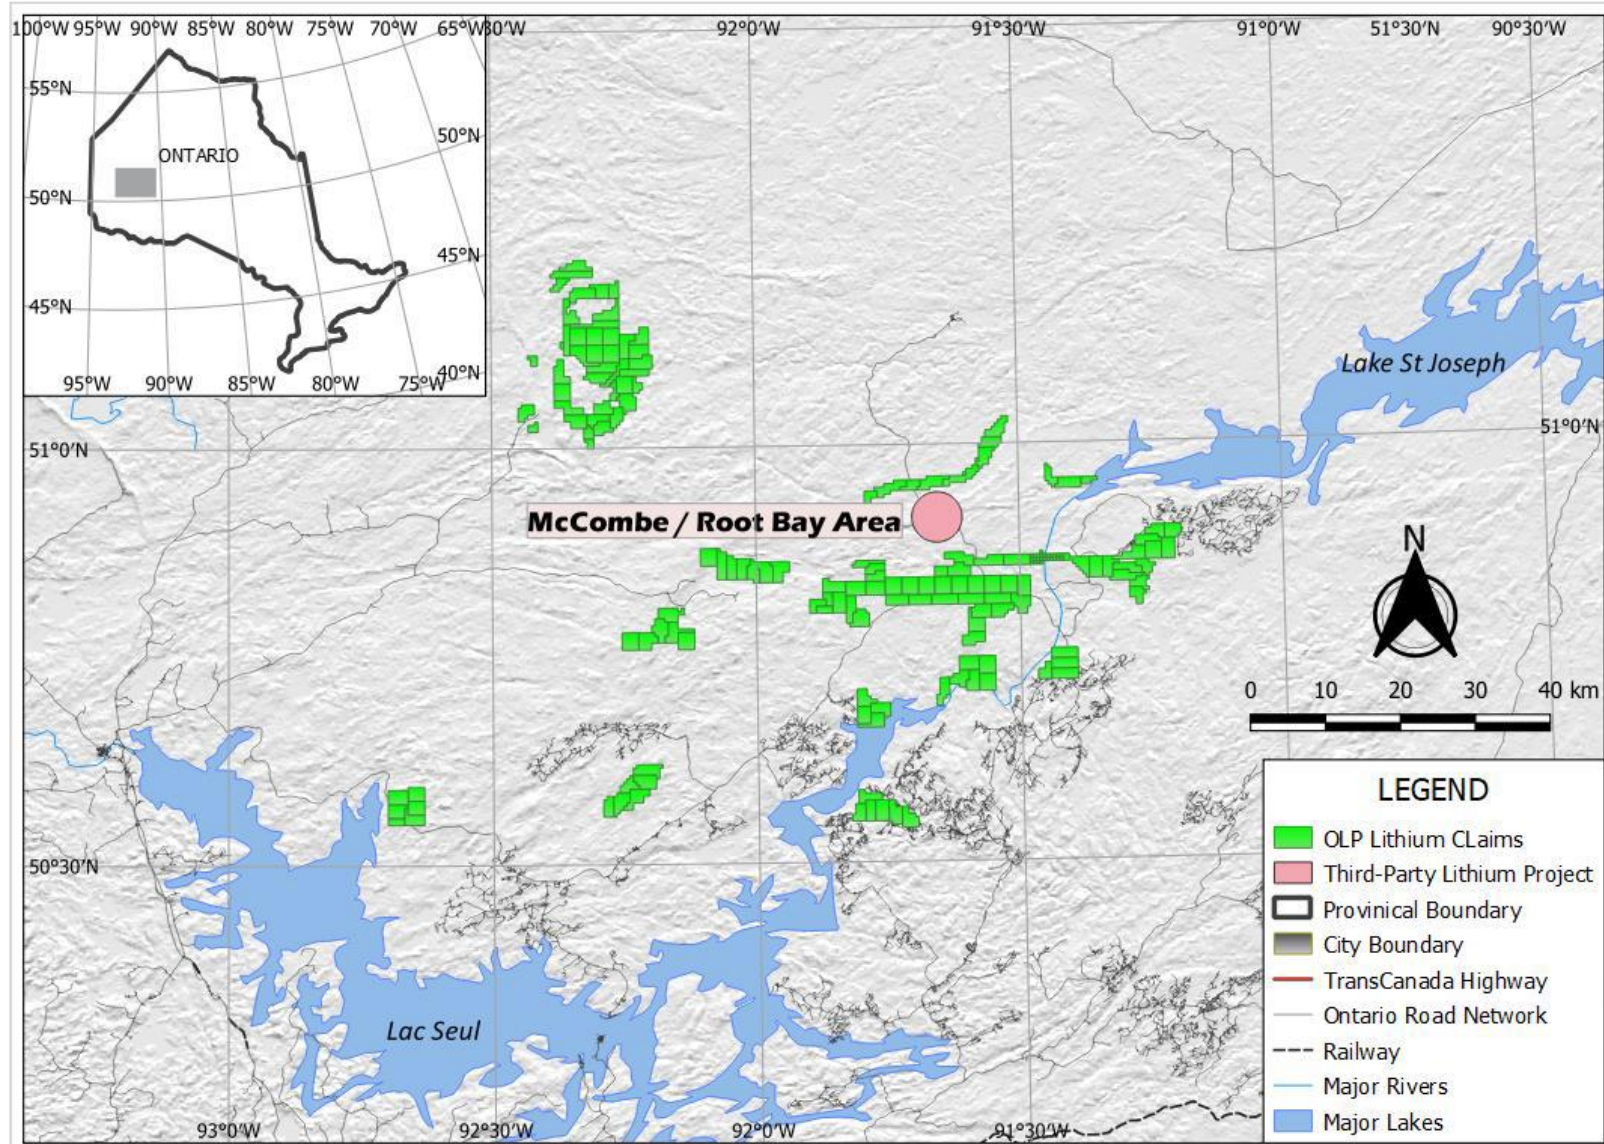 100°W 95°W 90°W 85°W 80°W 75°W 70°W 65°W
30'W 92°0'W 91°30'W 91°0'W 51°30'N 90°30'W
55°N
50°N
ONTARIO
50°N
45°N
45°N
40°N
95°W 90°W 85°W 80°W 75°W
Lake St Joseph
51°0'N
51°0'N
McCombe / Root Bay Area
N
0 10 20 30 40 km
50°30'N
Lac Seul
LEGEND
OLP Lithium CLaims
Third-Party Lithium Project
Provinical Boundary
City Boundary
TransCanada Highway
Ontario Road Network
Railway
Major Rivers
Major Lakes
93°0'W 92°30'W 92°0'W 91°30'W